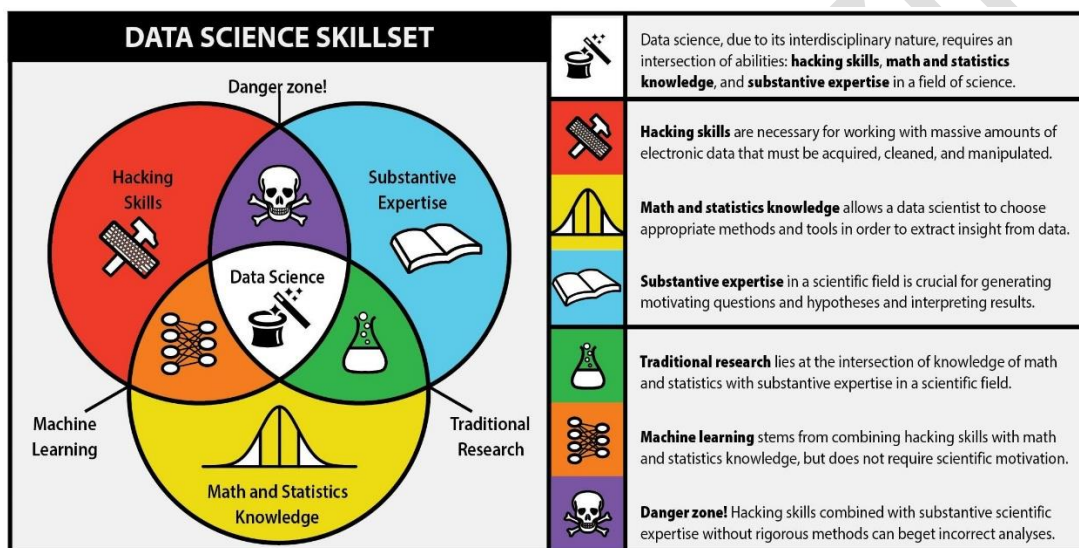 DATA SCIENCE SKILLSET
Danger zone!
Hacking
Skills
Substantive
Expertise
Data Science
Machine
Learning
Traditional
Research
Math and Statistics
Knowledge
Data science, due to its interdisciplinary nature, requires an
intersection of abilities: hacking skills, math and statistics
knowledge, and substantive expertise in a field of science.
Hacking skills are necessary for working with massive amounts of
electronic data that must be acquired, cleaned, and manipulated.
Math and statistics knowledge allows a data scientist to choose
appropriate methods and tools in order to extract insight from data.
Substantive expertise in a scientific field is crucial for generating
motivating questions and hypotheses and interpreting results.
Traditional research lies at the intersection of knowledge of math
and statistics with substantive expertise in a scientific field.
Machine learning stems from combining hacking skills with math
and statistics knowledge, but does not require scientific motivation.
Danger zone! Hacking skills combined with substantive scientific
expertise without rigorous methods can beget incorrect analyses.